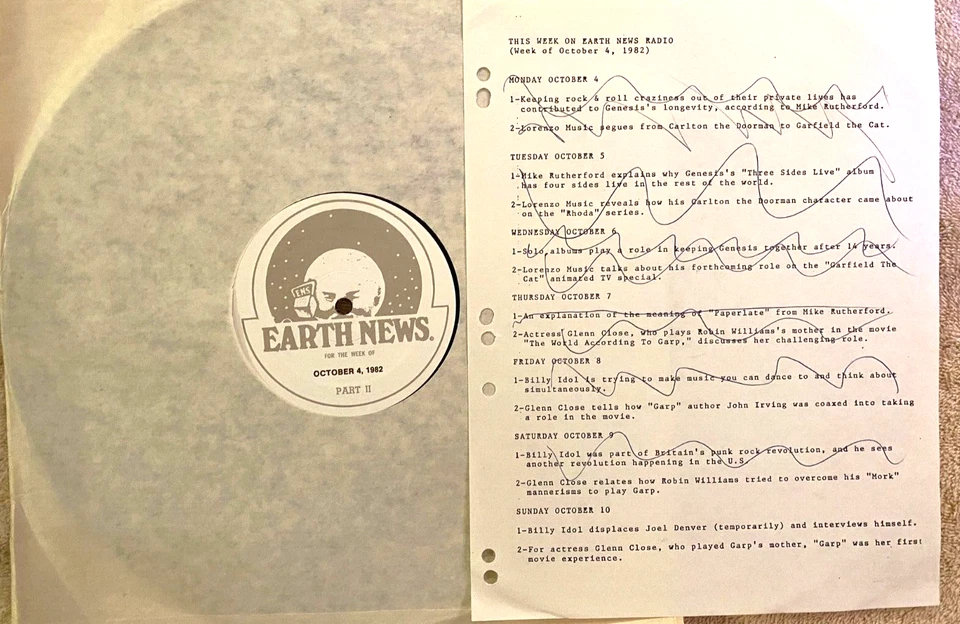 ENS
EARTH NEWS.
FOR THE WEEK OF
OCTOBER 4, 1982
PART II
THIS WEEK ON EARTH NEWS RADIO
(Week of October 4, 1982)
MONDAY OCTOBER 4
1-Keeping rock & roll craziness out of their private lives has
contributed to Genesis's longevity, according to Mike Rutherford.
2-Lorenzo Music segues from Carlton the Doorman to Garfield the Cat.
TUESDAY OCTOBER 5
1-Mike Rutherford explains why Genesis's "Three Sides Live" album
has four sides live in the rest of the world.
2-Lorenzo Music reveals how his Carlton the Doorman character came about
on the "Rhoda" series.
WEDNESDAY OCTOBER 6
1-Solo albums play a role in keeping Genesis together after 14 years.
2-Lorenzo Music talks about his forthcoming role on the "Garfield The
Cat" animated TV special.
THURSDAY OCTOBER 7
1-An explanation of the meaning of "Paperlate" from Mike Rutherford.
2-Actress Glenn Close, who plays Robin Williams's mother in the movie
"The World According To Garp," discusses her challenging role.
FRIDAY OCTOBER 8
1-Billy Idol is trying to make music you can dance to and think about
simultaneously.
2-Glenn Close tells how "Garp" author John Irving was coaxed into taking
a role in the movie.
SATURDAY OCTOBER 9
1-Billy Idol was part of Britain's punk rock revolution, and he sees
another revolution happening in the U.S.
2-Glenn Close relates how Robin Williams tried to overcome his "Mork"
mannerisms to play Garp.
SUNDAY OCTOBER 10
1-Billy Idol displaces Joel Denver (temporarily) and interviews himself.
2-For actress Glenn Close, who played Garp's mother, "Garp" was her first
movie experience.